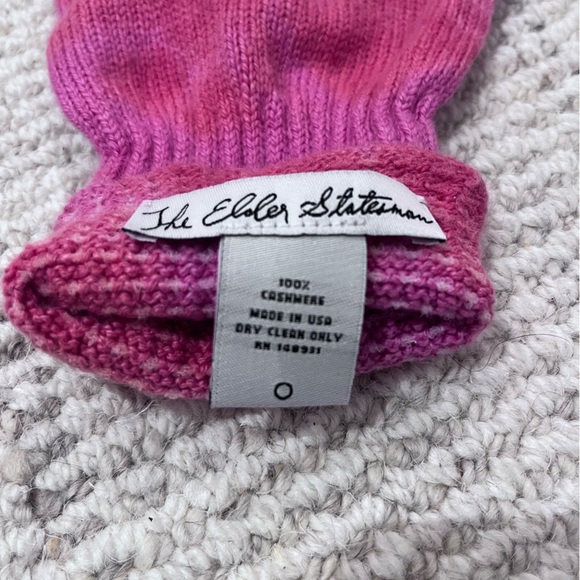 The Elder Statesman
100%
CASHMERE
MADE IN USA
DRY CLEAN ONLY
RN 148931
O